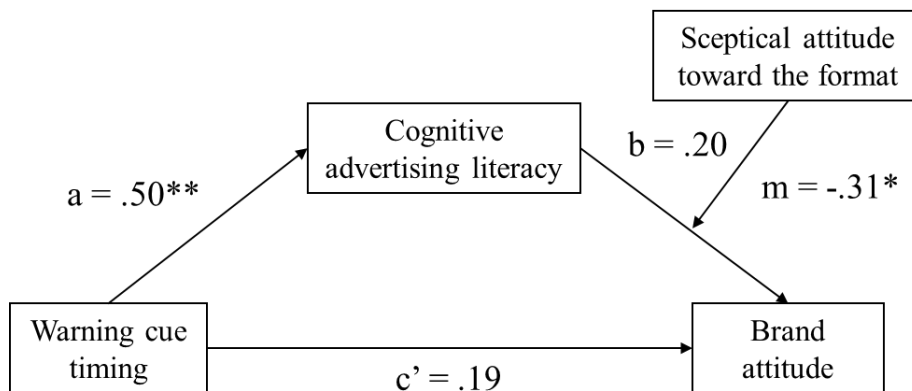 Sceptical attitude
toward the format
Cognitive
advertising literacy
b = .20
a = .50**
m = -.31*
Warning cue
timing
Brand
attitude
c’ = .19